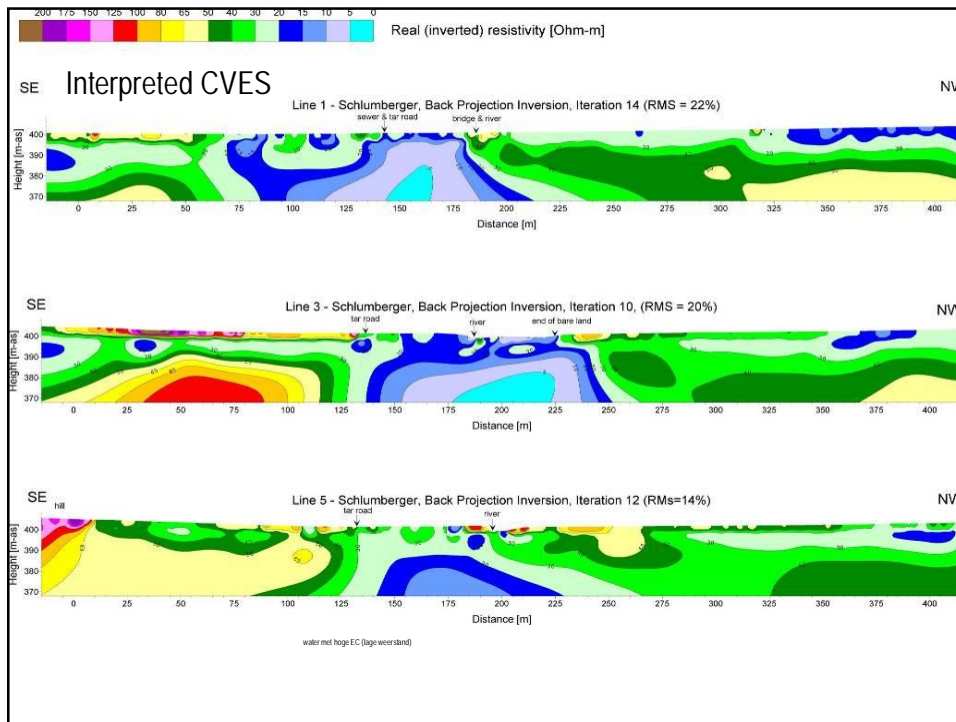 200 175 150 125 100 80 65 50 40 30 20 15 10 5 0
Real (inverted) resistivity [Ohm-m]
Interpreted CVES
SE
NW
Line 1 - Schlumberger, Back Projection Inversion, Iteration 14 (RMS = 22%)
sewer & tar road
bridge & river
Height [m-as]
400
390
380
370
0 25 50 75 100 125 150 175 200 225 250 275 300 325 350 375 400
Distance [m]
SE
NW
Line 3 - Schlumberger, Back Projection Inversion, Iteration 10, (RMS = 20%)
tar road
river
end of bare land
Height [m-as]
400
390
380
370
0 25 50 75 100 125 150 175 200 225 250 275 300 325 350 375 400
Distance [m]
SE
NW
hill
Line 5 - Schlumberger, Back Projection Inversion, Iteration 12 (RMs=14%)
tar road
river
Height [m-as]
400
390
380
370
0 25 50 75 100 125 150 175 200 225 250 275 300 325 350 375 400
Distance [m]
water met hoge EC (lage weerstand)